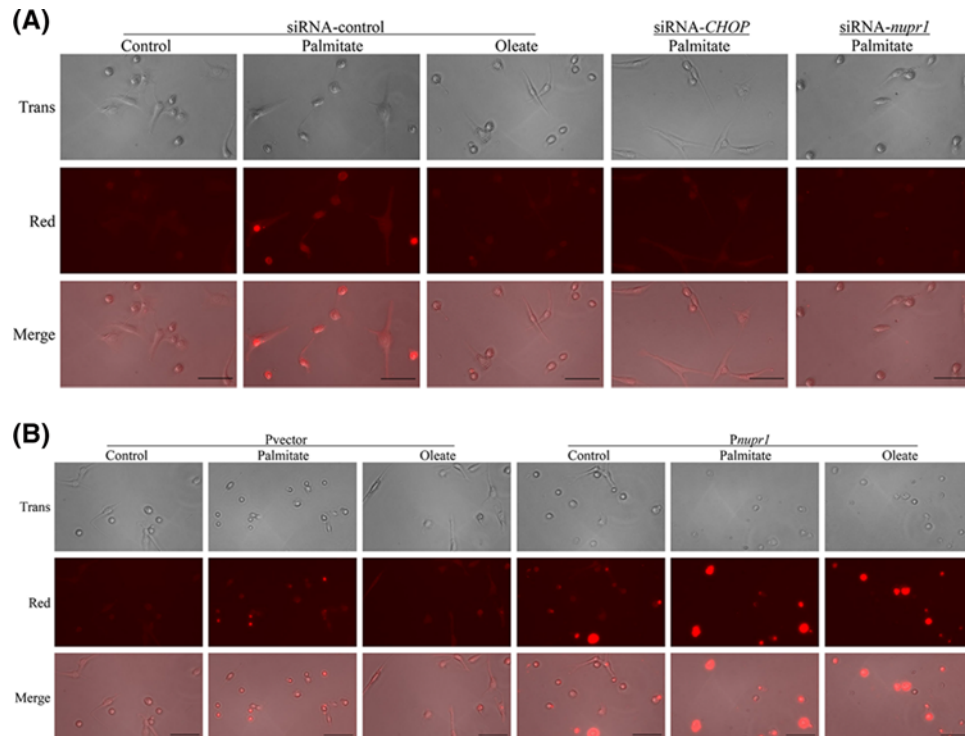 (A)
siRNA-control siRNA-CHOP siRNA-nupr1
Control Palmitate Oleate Palmitate Palmitate
Trans
Red
Merge
(B)
Pvector Pnupr1
Control Palmitate Oleate Control Palmitate Oleate
Trans
Red
Merge